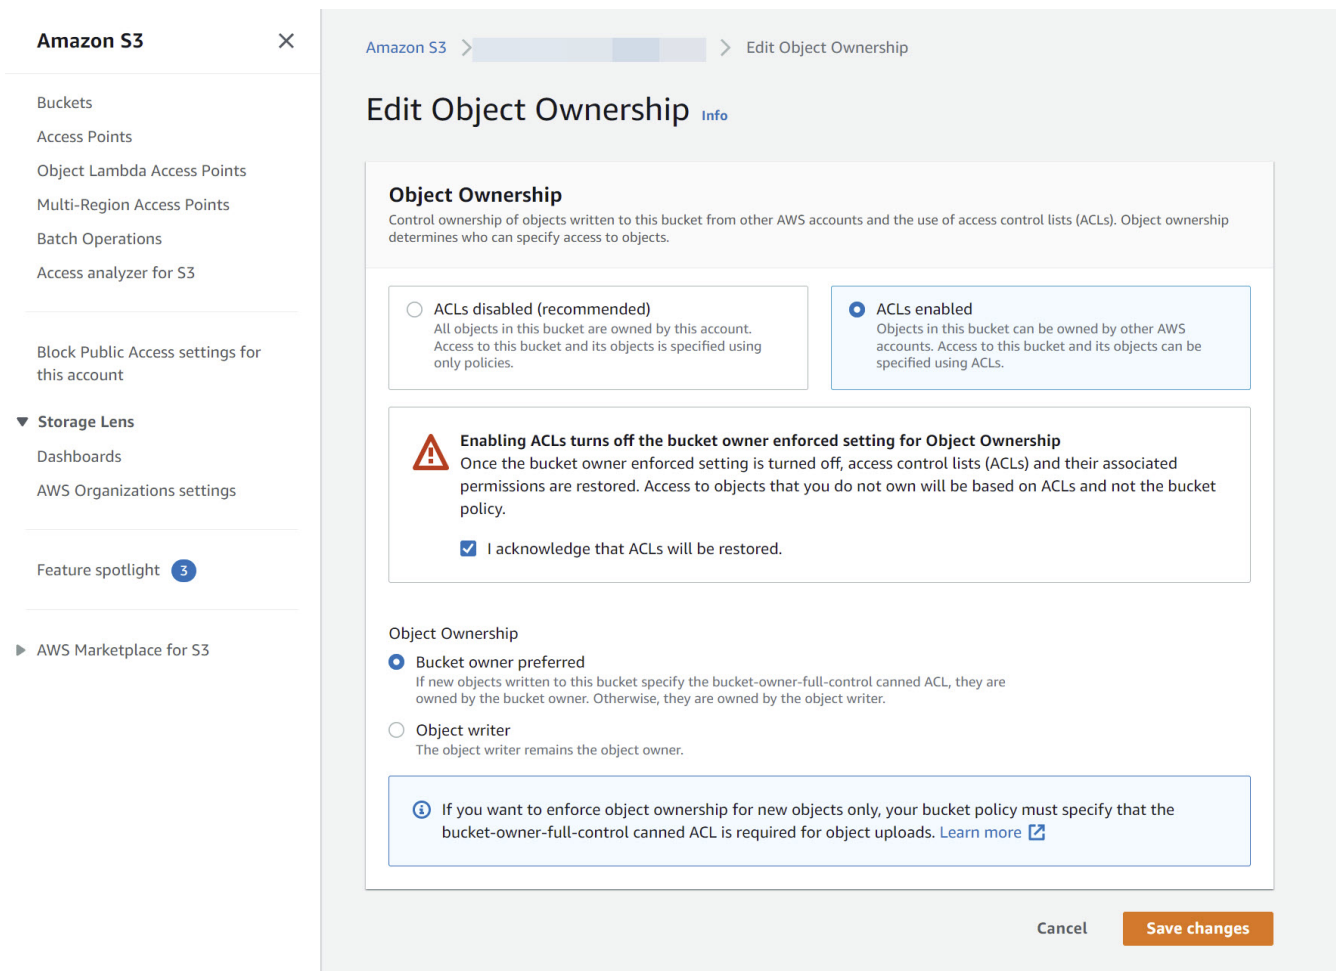 Amazon S3
Buckets
Access Points
Object Lambda Access Points
Multi-Region Access Points
Batch Operations
Access analyzer for S3
Block Public Access settings for
this account
Storage Lens
Dashboards
AWS Organizations settings
Feature spotlight 3
AWS Marketplace for S3
Amazon S3 Edit Object Ownership
Edit Object Ownership Info
Object Ownership
Control ownership of objects written to this bucket from other AWS accounts and the use of access control lists (ACLs). Object ownership
determines who can specify access to objects.
ACLs disabled (recommended)
All objects in this bucket are owned by this account.
Access to this bucket and its objects is specified using
only policies.
ACLs enabled
Objects in this bucket can be owned by other AWS
accounts. Access to this bucket and its objects can be
specified using ACLs.
Enabling ACLs turns off the bucket owner enforced setting for Object Ownership
Once the bucket owner enforced setting is turned off, access control lists (ACLs) and their associated
permissions are restored. Access to objects that you do not own will be based on ACLs and not the bucket
policy.
I acknowledge that ACLs will be restored.
Object Ownership
Bucket owner preferred
If new objects written to this bucket specify the bucket-owner-full-control canned ACL, they are
owned by the bucket owner. Otherwise, they are owned by the object writer.
Object writer
The object writer remains the object owner.
If you want to enforce object ownership for new objects only, your bucket policy must specify that the
bucket-owner-full-control canned ACL is required for object uploads. Learn more
Cancel
Save changes